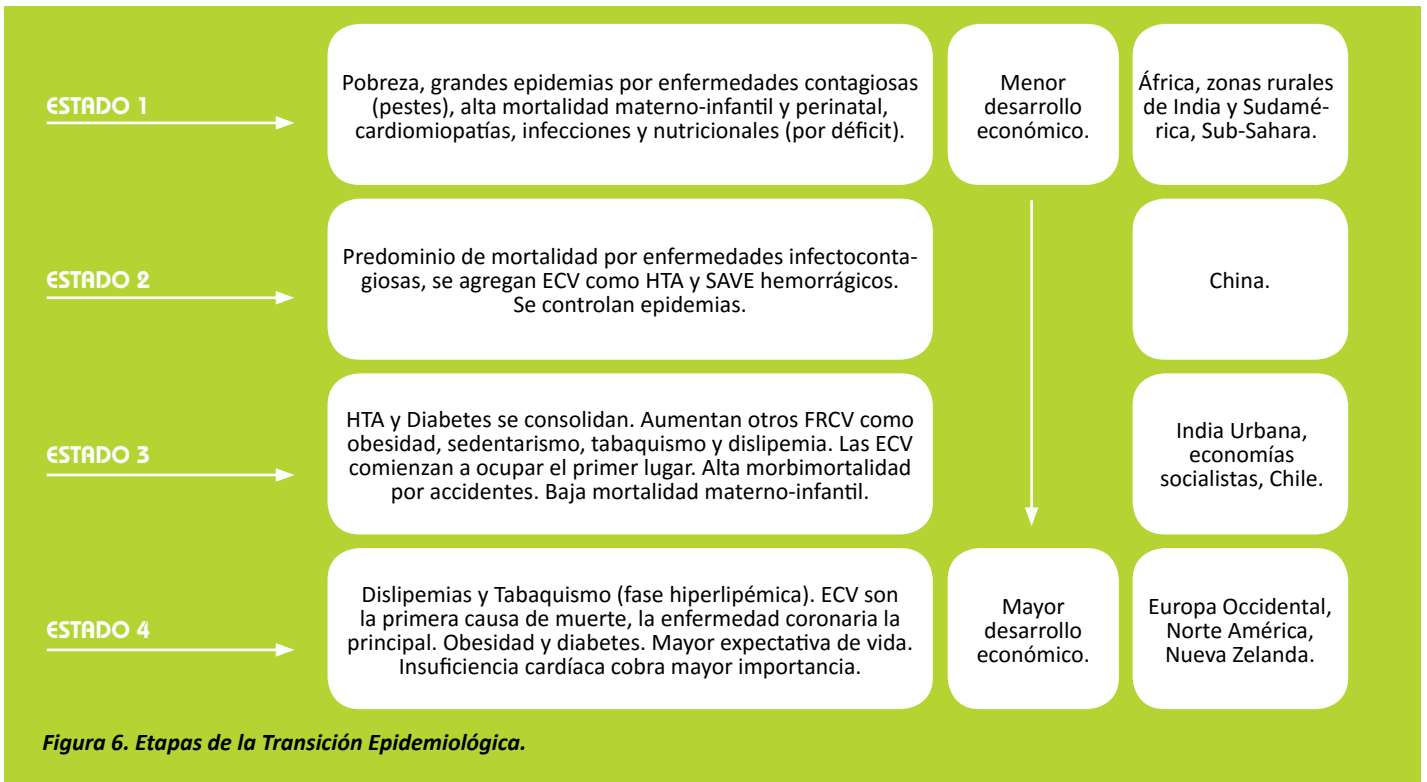 ESTADO 1
Pobreza, grandes epidemias por enfermedades contagiosas
(pestes), alta mortalidad materno-infantil y perinatal,
cardiomiopatías, infecciones y nutricionales (por déficit).
Menor
desarrollo
económico.
África, zonas rurales
de India y Sudamé-
rica, Sub-Sahara.
ESTADO 2
Predominio de mortalidad por enfermedades infectoconta-
giosas, se agregan ECV como HTA y SAVE hemorrágicos.
Se controlan epidemias.
China.
ESTADO 3
HTA y Diabetes se consolidan. Aumentan otros FRCV como
obesidad, sedentarismo, tabaquismo y dislipemia. Las ECV
comienzan a ocupar el primer lugar. Alta morbimortalidad
por accidentes. Baja mortalidad materno-infantil.
India Urbana,
economías
socialistas, Chile.
ESTADO 4
Dislipemias y Tabaquismo (fase hiperlipémica). ECV son
la primera causa de muerte, la enfermedad coronaria la
principal. Obesidad y diabetes. Mayor expectativa de vida.
Insuficiencia cardíaca cobra mayor importancia.
Mayor
desarrollo
económico.
Europa Occidental,
Norte América,
Nueva Zelanda.
Figura 6. Etapas de la Transición Epidemiológica.